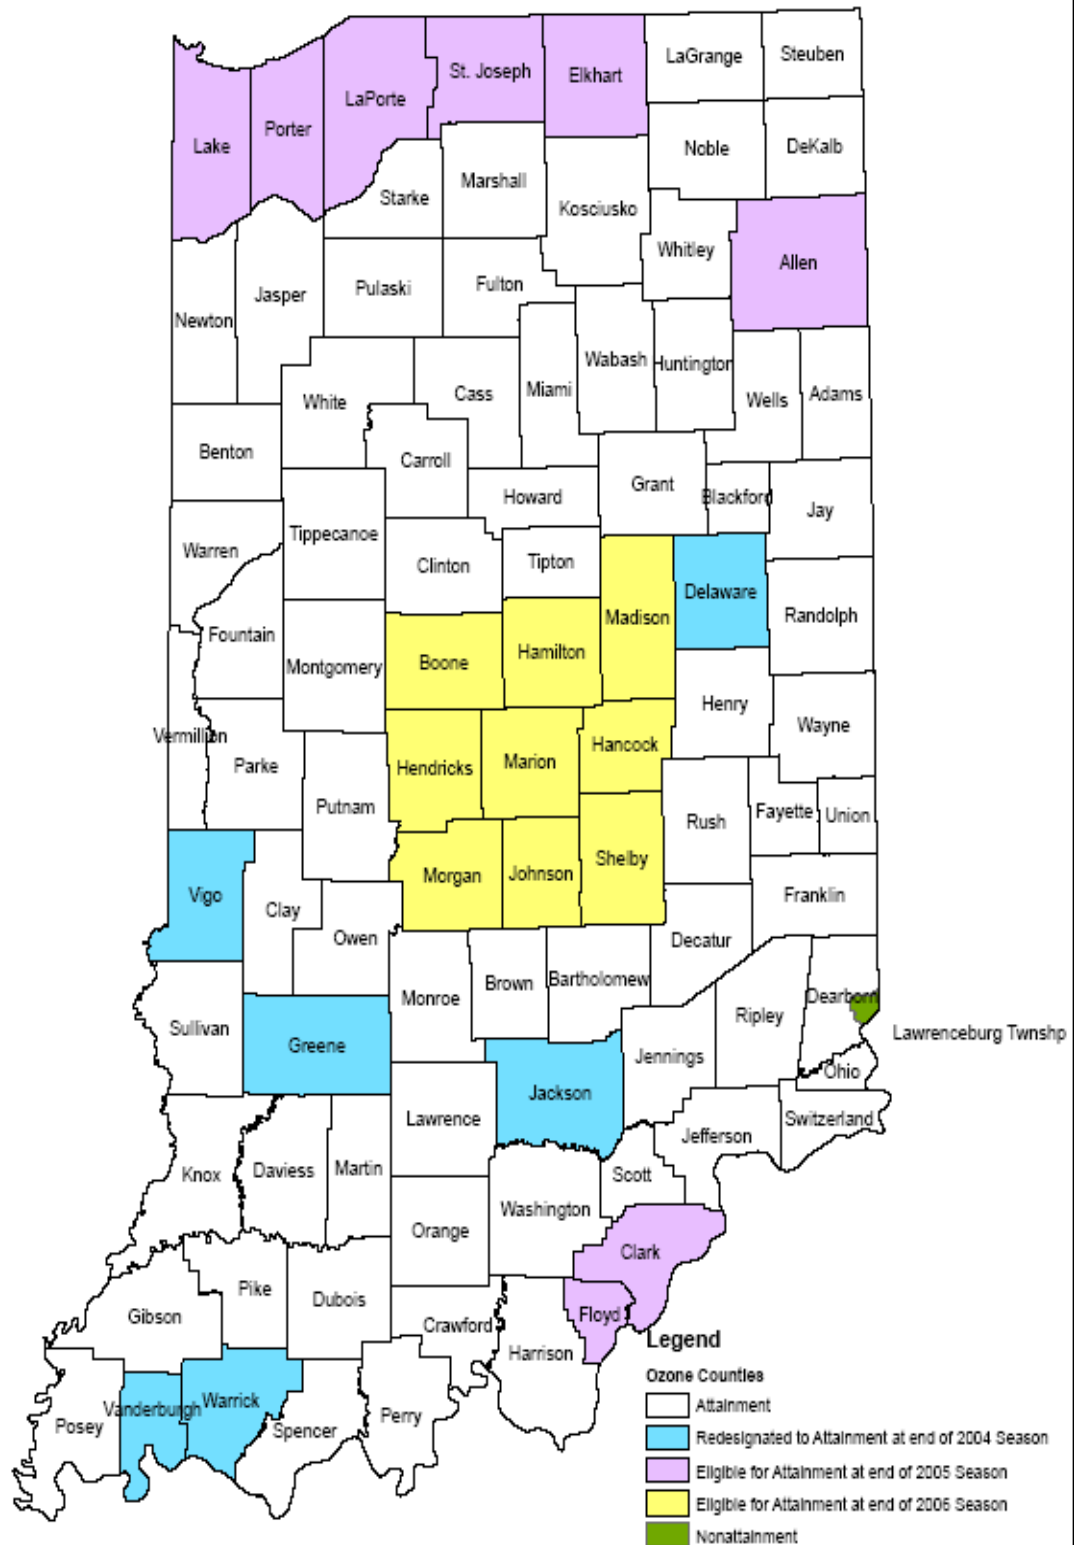 LaGrange
Steuben
St. Joseph
Elkhart
LaPorte
Porter
Lake
Noble
DeKalb
Marshall
Starke
Kosciusko
Whitley
Allen
Pulaski
Fulton
Jasper
Newton
Wabash
Huntington
Miami
Cass
White
Wells
Adams
Benton
Carroll
Howard
Grant
Blackford
Jay
Tippecanoe
Warren
Clinton
Tipton
Delaware
Madison
Randolph
Fountain
Montgomery
Boone
Hamilton
Henry
Wayne
Vermillion
Parke
Hendricks
Marion
Hancock
Putnam
Rush
Fayette
Union
Shelby
Morgan
Johnson
Vigo
Clay
Franklin
Owen
Decatur
Brown
Bartholomew
Monroe
Dearborn
Ripley
Sullivan
Lawrenceburg Twnshp
Greene
Jennings
Ohio
Jackson
Lawrence
Switzerland
Jefferson
Knox
Daviess
Martin
Scott
Washington
Orange
Clark
Pike
Dubois
Gibson
Floyd
Crawford
Harrison
Vanderburgh
Warrick
Posey
Spencer
Perry
Legend
Ozone Counties
Attainment
Redesignated to Attainment at end of 2004 Season
Eligible for Attainment at end of 2005 Season
Eligible for Attainment at end of 2006 Season
Nonattainment